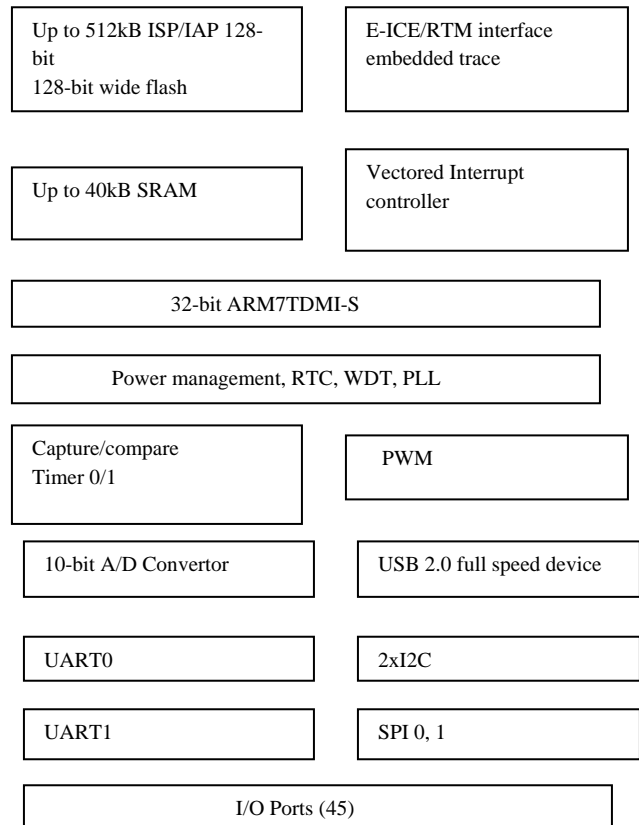 Up to 512kB ISP/IAP 128-
bit
128-bit wide flash
E-ICE/RTM interface
embedded trace
Up to 40kB SRAM
Vectored Interrupt
controller
32-bit ARM7TDMI-S
Power management, RTC, WDT, PLL
Capture/compare
Timer 0/1
PWM
10-bit A/D Convertor
USB 2.0 full speed device
UART0
2xI2C
UART1
SPI 0, 1
I/O Ports (45)